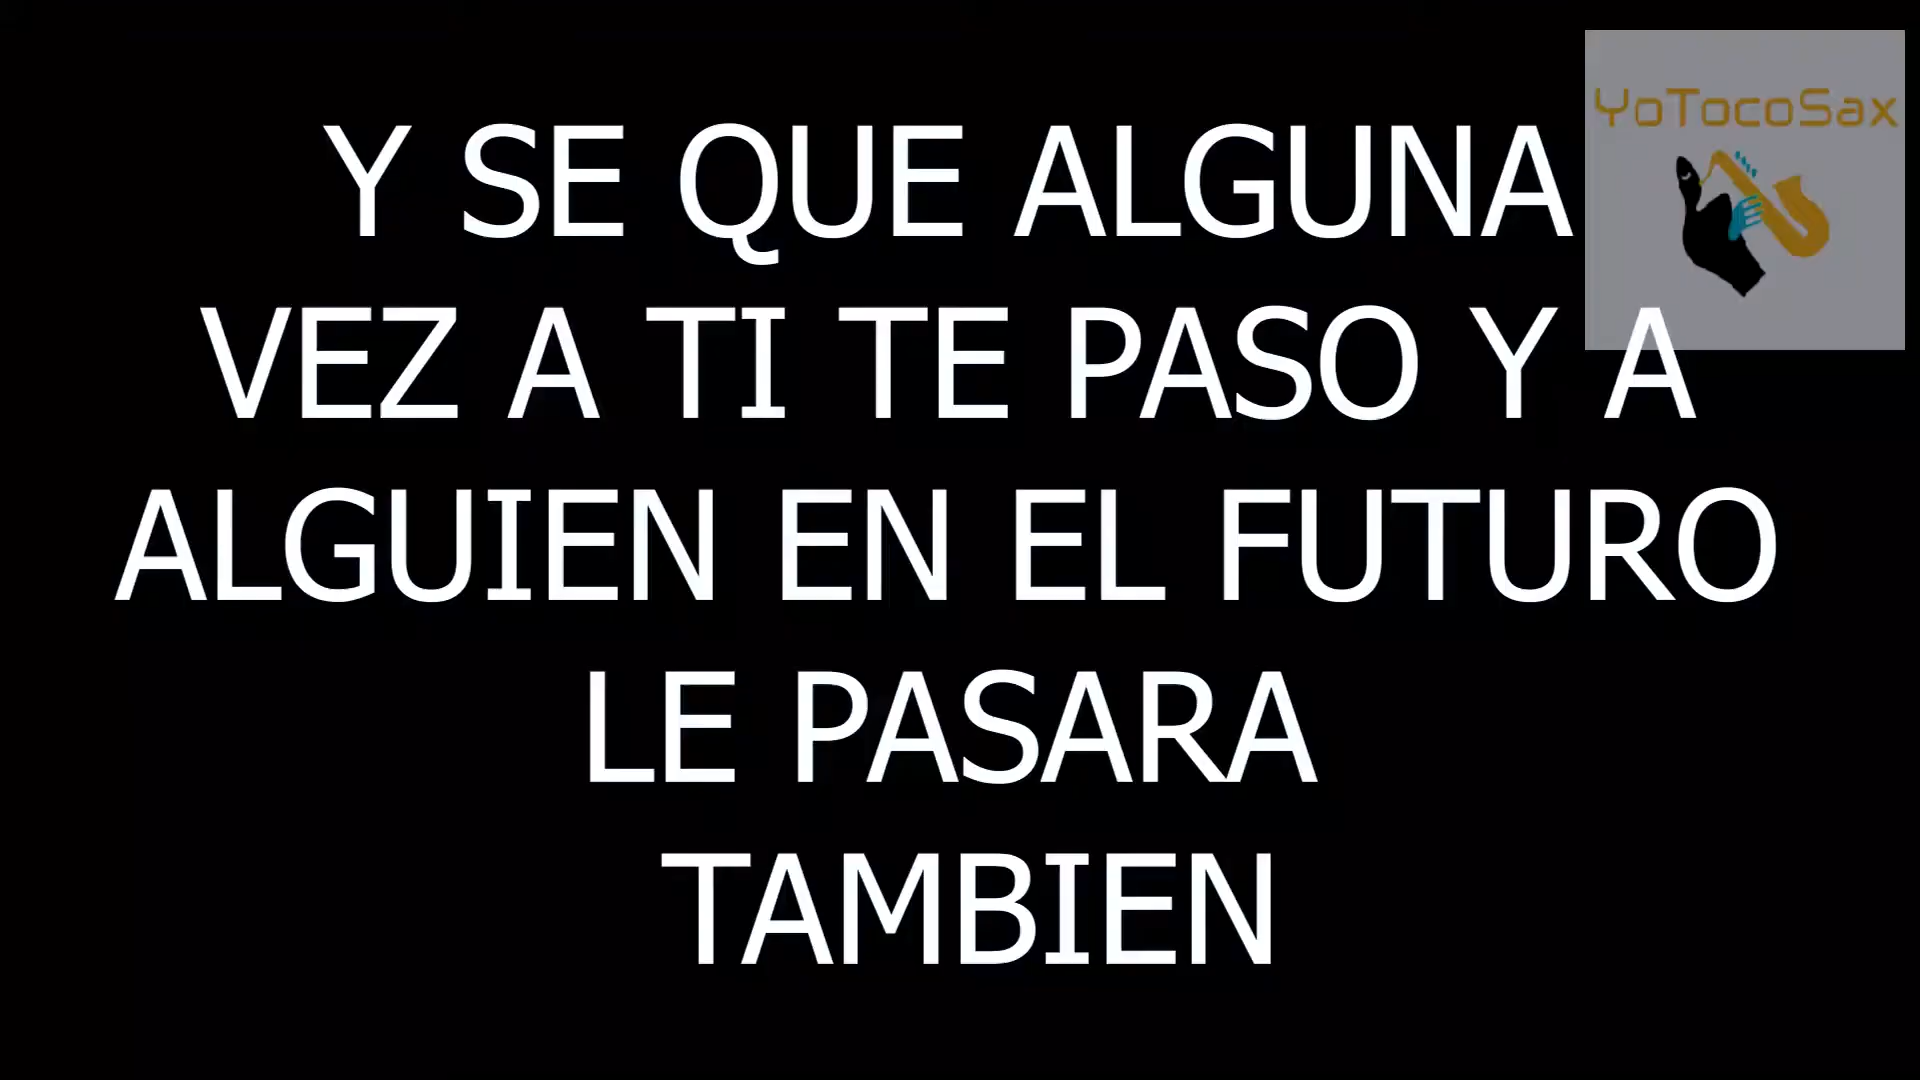 YoTocoSax
Y SE QUE ALGUNA
VEZ A TI TE PASO Y A
ALGUIEN EN EL FUTURO
LE PASARA
TAMBIEN